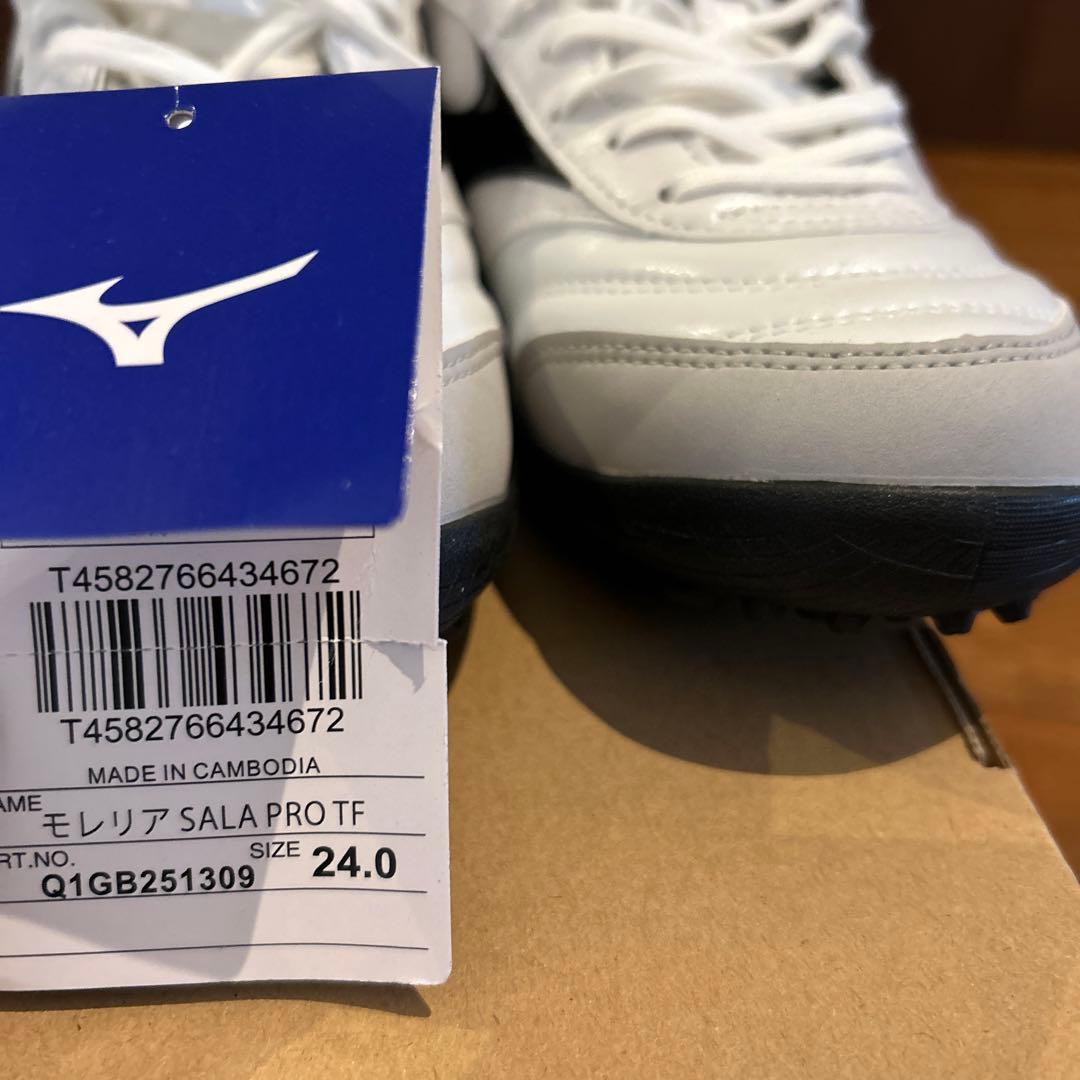 T4582766434672
T4582766434672
MADE IN CAMBODIA
AME モレリア SALA PRO TF
RT.NO. Q1GB251309 SIZE 24.0